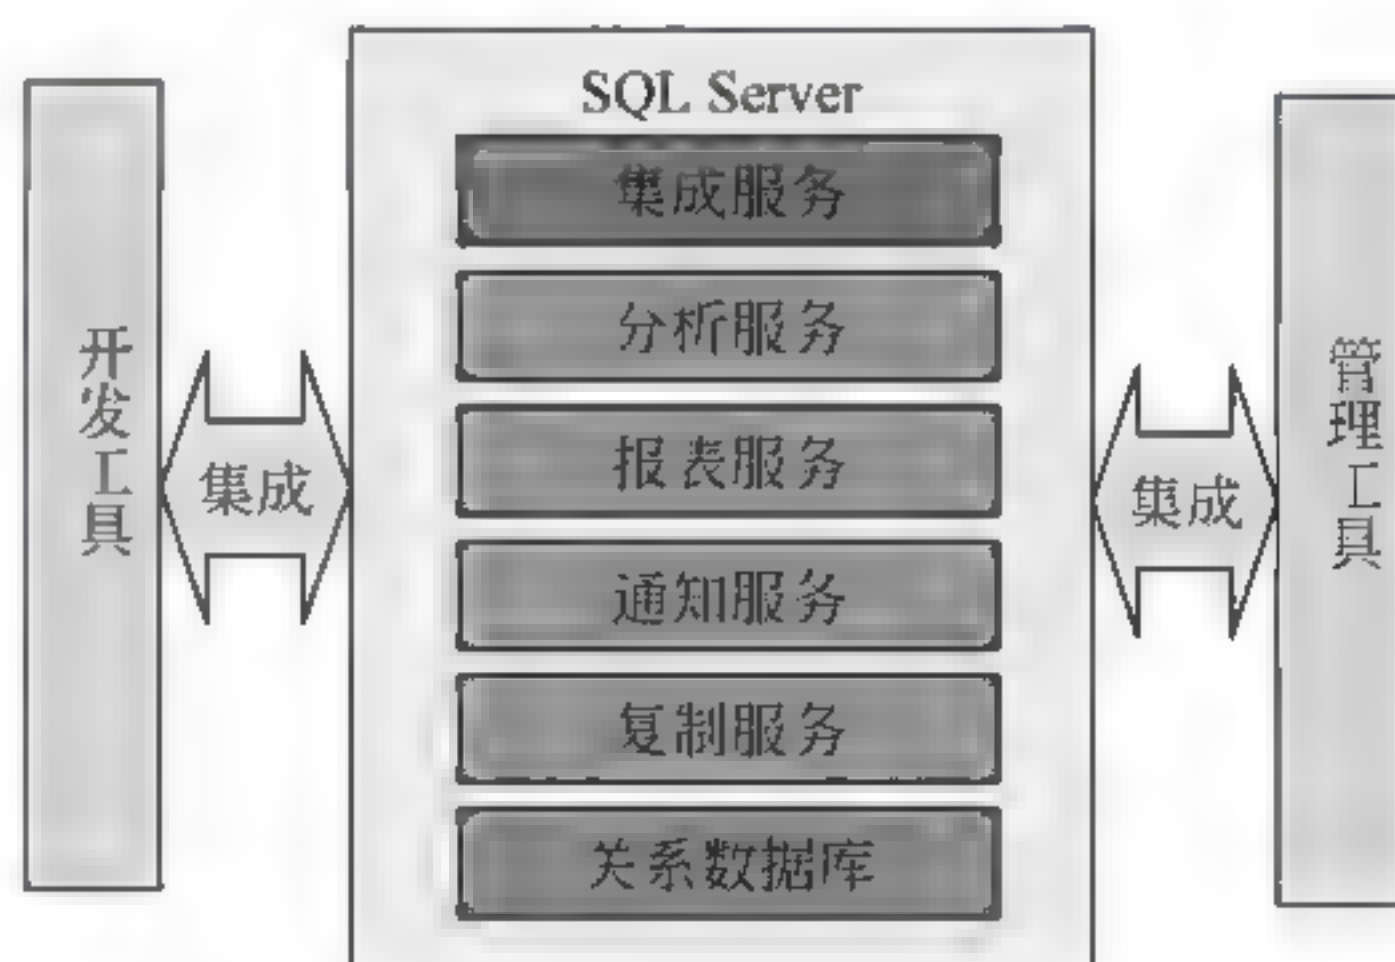 SQL Server
集成服务
分析服务
报表服务
通知服务
复制服务
关系数据库
开发工具
集成
集成
管理工具